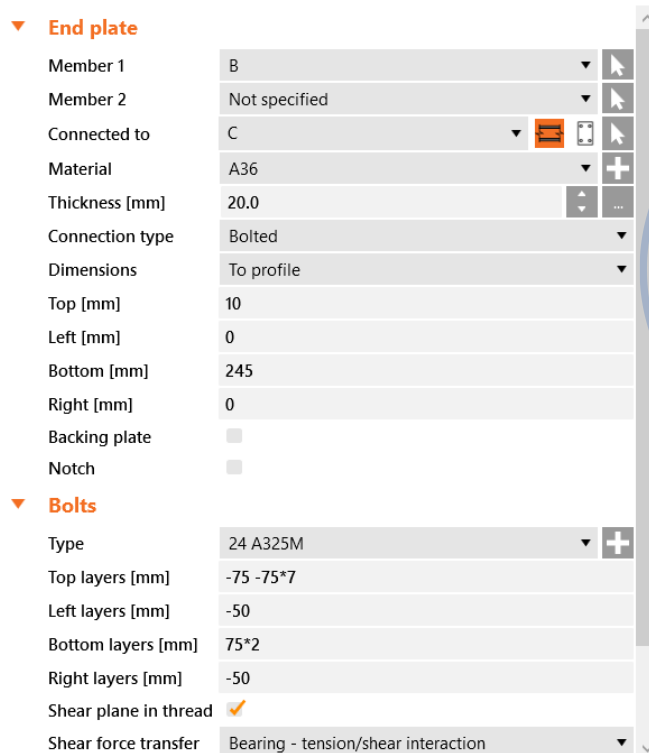 End plate
Member 1 B
Member 2 Not specified
Connected to C
Material A36
Thickness [mm] 20.0 ...
Connection type Bolted
Dimensions To profile
Top [mm] 10
Left [mm] 0
Bottom [mm] 245
Right [mm] 0
Backing plate
Notch
Bolts
Type 24 A325M
Top layers [mm] -75 -75*7
Left layers [mm] -50
Bottom layers [mm] 75*2
Right layers [mm] -50
Shear plane in thread
Shear force transfer Bearing - tension/shear interaction